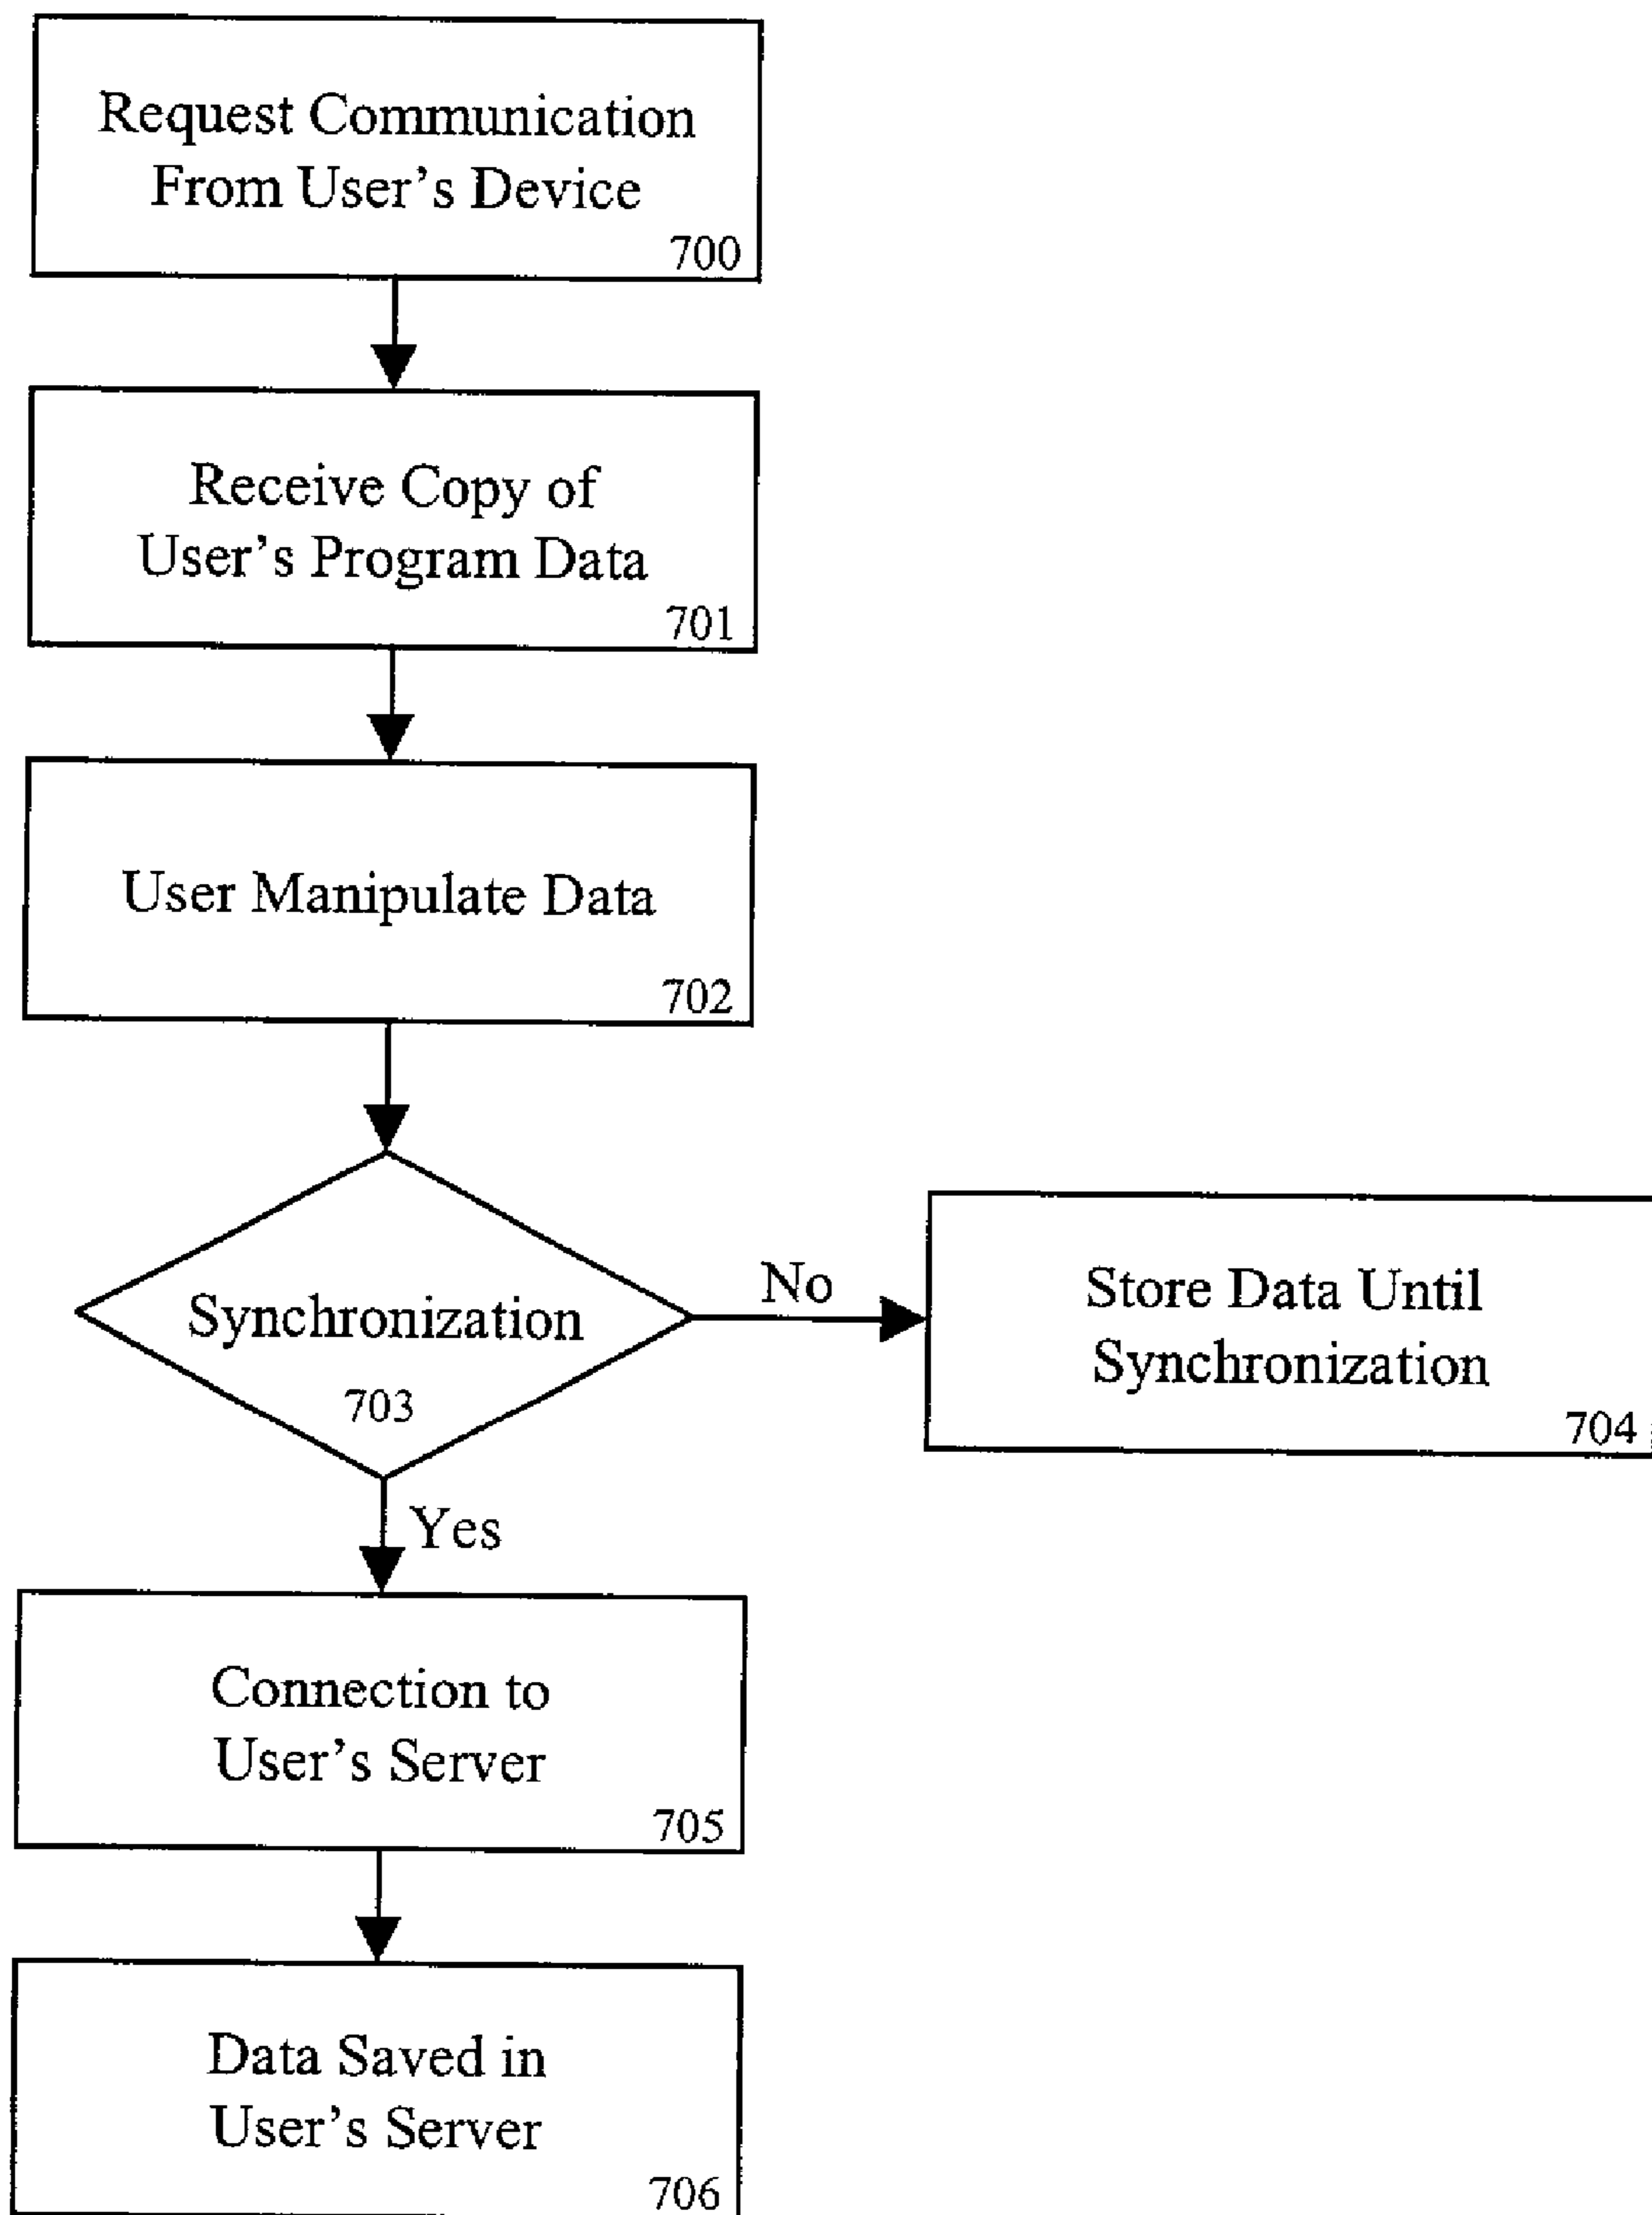 Request Communication
From User's Device
700
Receive Copy of
User's Program Data
701
User Manipulate Data
702
Synchronization
703
No
Store Data Until
Synchronization
704
Yes
Connection to
User's Server
705
Data Saved in
User's Server
706